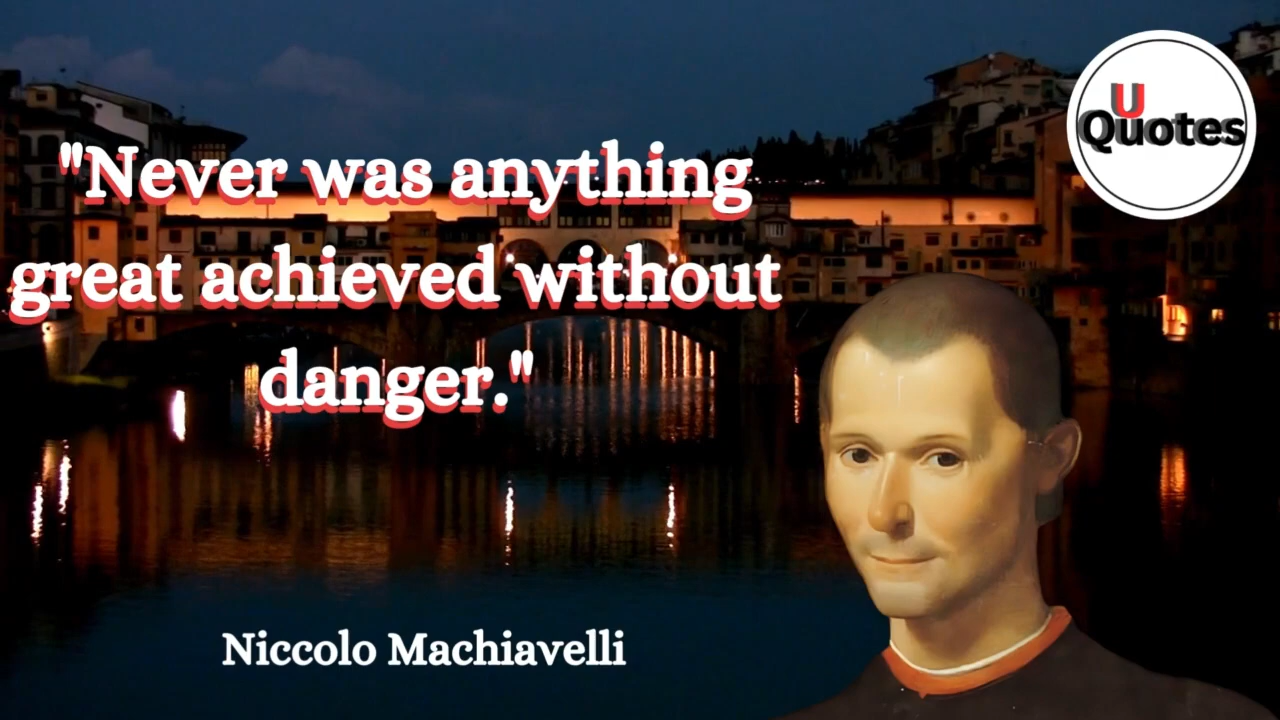 "Never was anything
great achieved without
danger."
Niccolo Machiavelli
U
Quotes